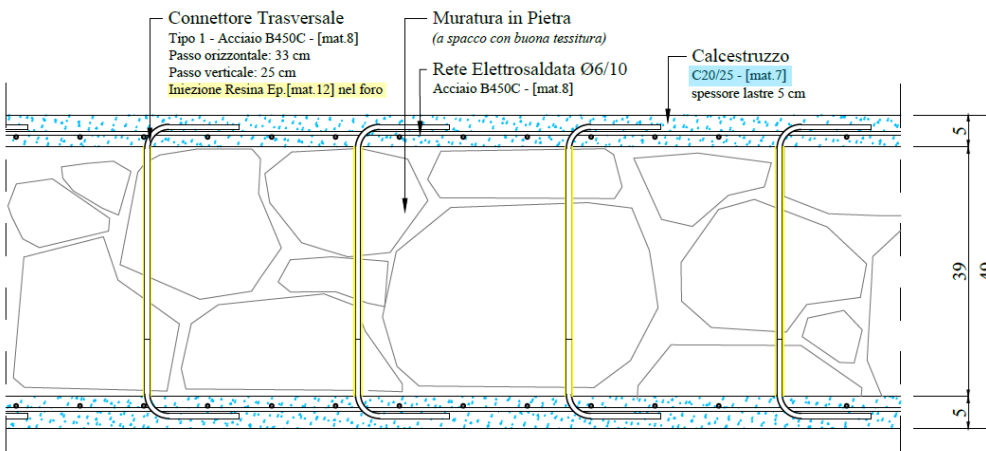 Connettore Trasversale
Tipo 1 - Acciaio B450C - [mat.8]
Passo orizzontale: 33 cm
Passo verticale: 25 cm
Iniezione Resina Ep.[mat.12] nel foro
Muratura in Pietra
(a spacco con buona tessitura)
Rete Elettrosaldata Ø6/10
Acciaio B450C - [mat.8]
Calcestruzzo
C20/25 - [mat.7]
spessore lastre 5 cm
5
39
5